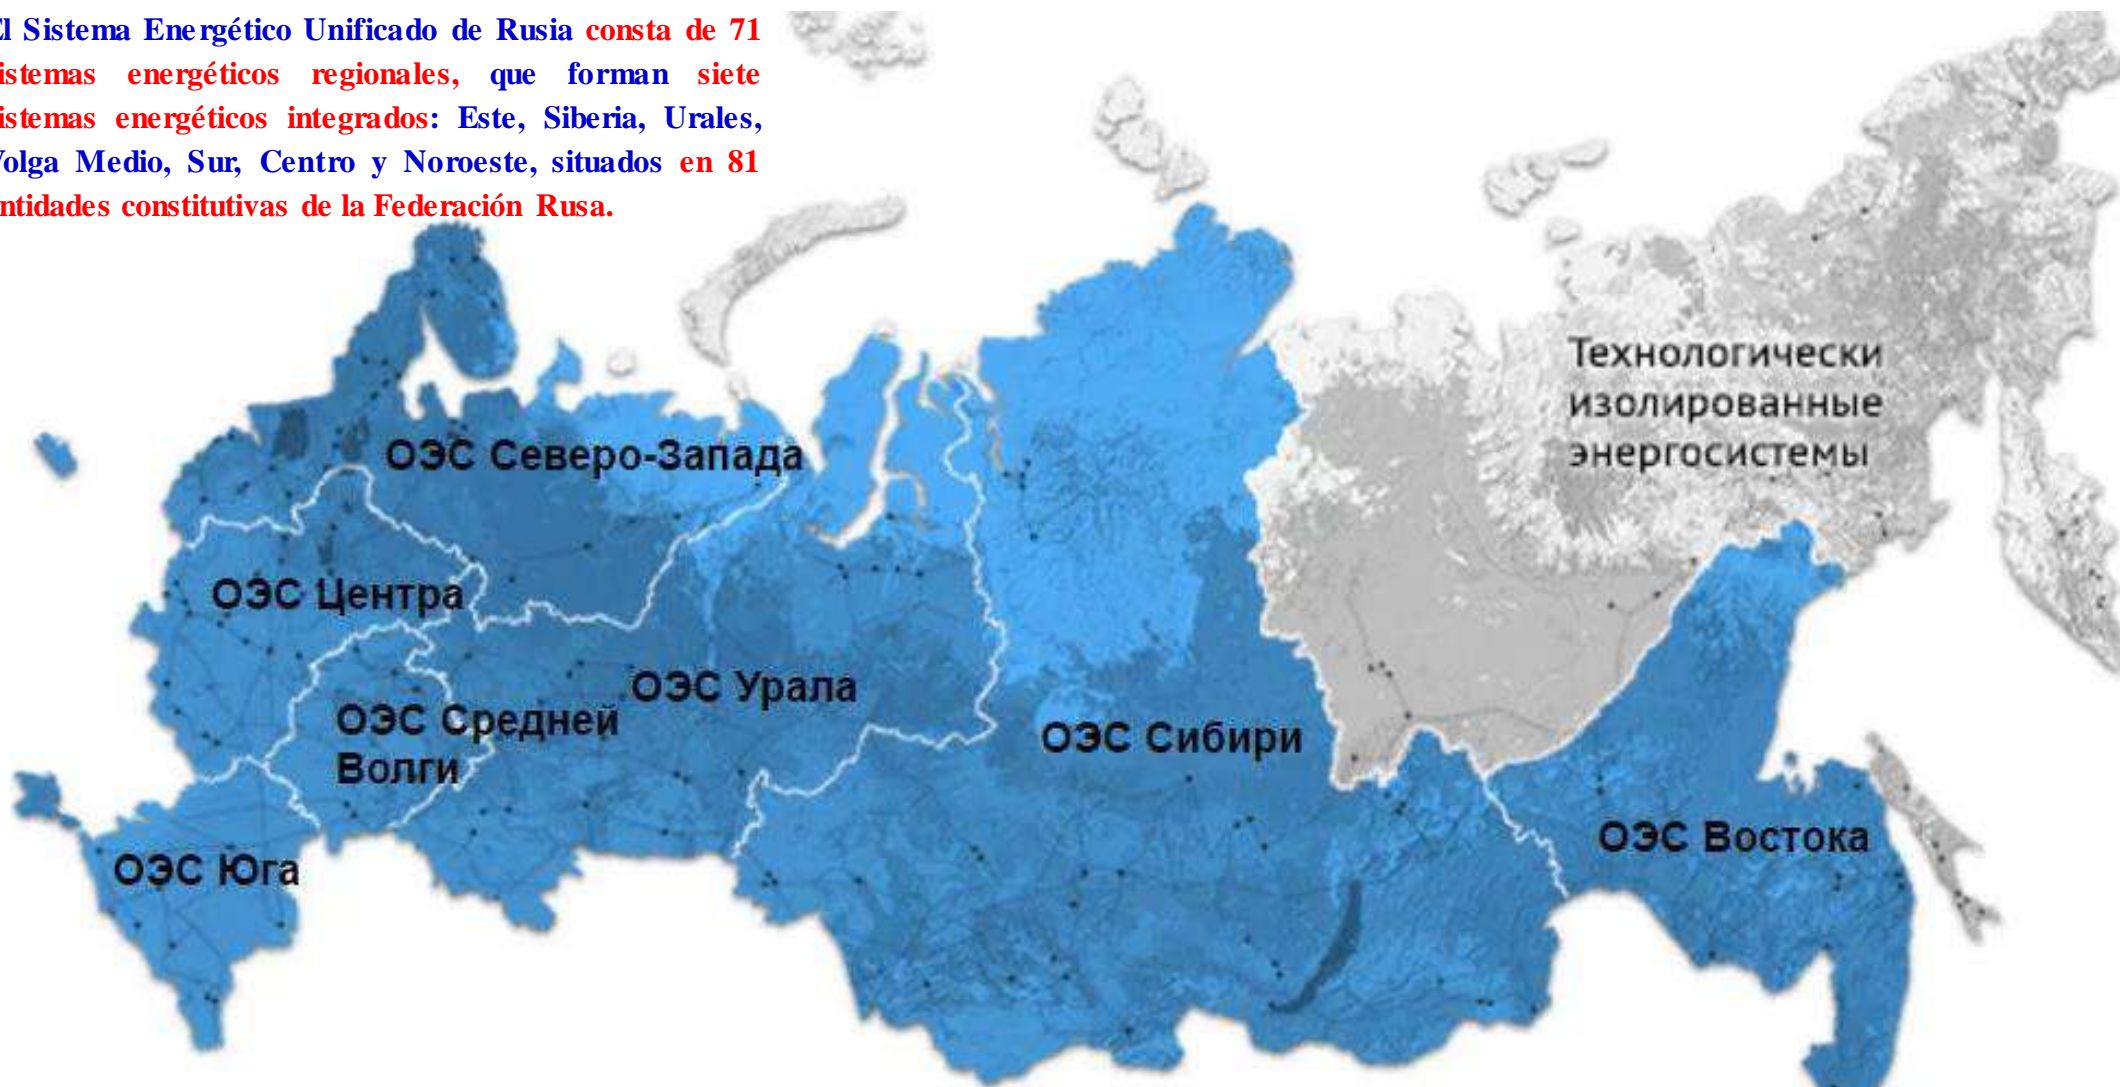 El Sistema Energético Unificado de Rusia consta de 71
istemas energéticos regionales, que forman siete
istemas energéticos integrados: Este, Siberia, Urales,
Volga Medio, Sur, Centro y Noroeste, situados en 81
ntidades constitutivas de la Federación Rusa.
Технологически
изолированные
энергосистемы
ОЭС Северо-Запада
ОЭС Центра
ОЭС Урала
ОЭС Средней
Волги
ОЭС Сибири
ОЭС Востока
ОЭС Юга